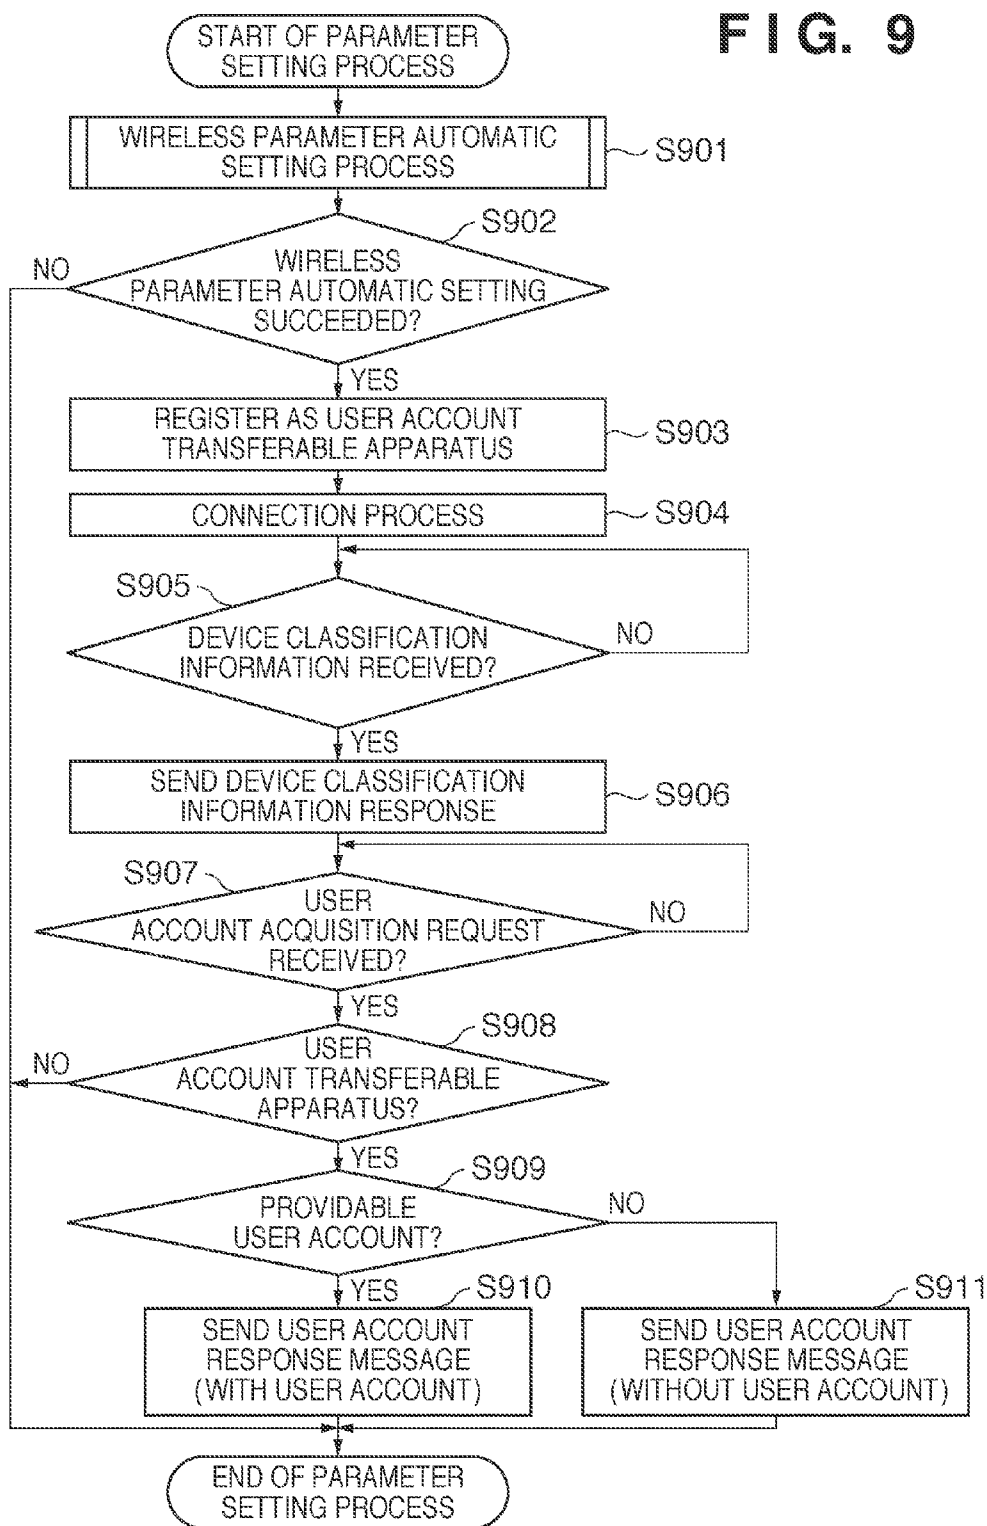 FIG. 9
START OF PARAMETER
SETTING PROCESS
WIRELESS PARAMETER AUTOMATIC
SETTING PROCESS
S901
S902
WIRELESS
PARAMETER AUTOMATIC SETTING
SUCCEEDED?
NO
YES
REGISTER AS USER ACCOUNT
TRANSFERABLE APPARATUS
S903
CONNECTION PROCESS
S904
S905
DEVICE CLASSIFICATION
INFORMATION RECEIVED?
NO
YES
SEND DEVICE CLASSIFICATION
INFORMATION RESPONSE
S906
S907
USER
ACCOUNT ACQUISITION REQUEST
RECEIVED?
NO
YES
S908
USER
ACCOUNT TRANSFERABLE
APPARATUS?
NO
YES
S909
PROVIDABLE
USER ACCOUNT?
NO
YES
S910
SEND USER ACCOUNT
RESPONSE MESSAGE
(WITH USER ACCOUNT)
S911
SEND USER ACCOUNT
RESPONSE MESSAGE
(WITHOUT USER ACCOUNT)
END OF PARAMETER
SETTING PROCESS